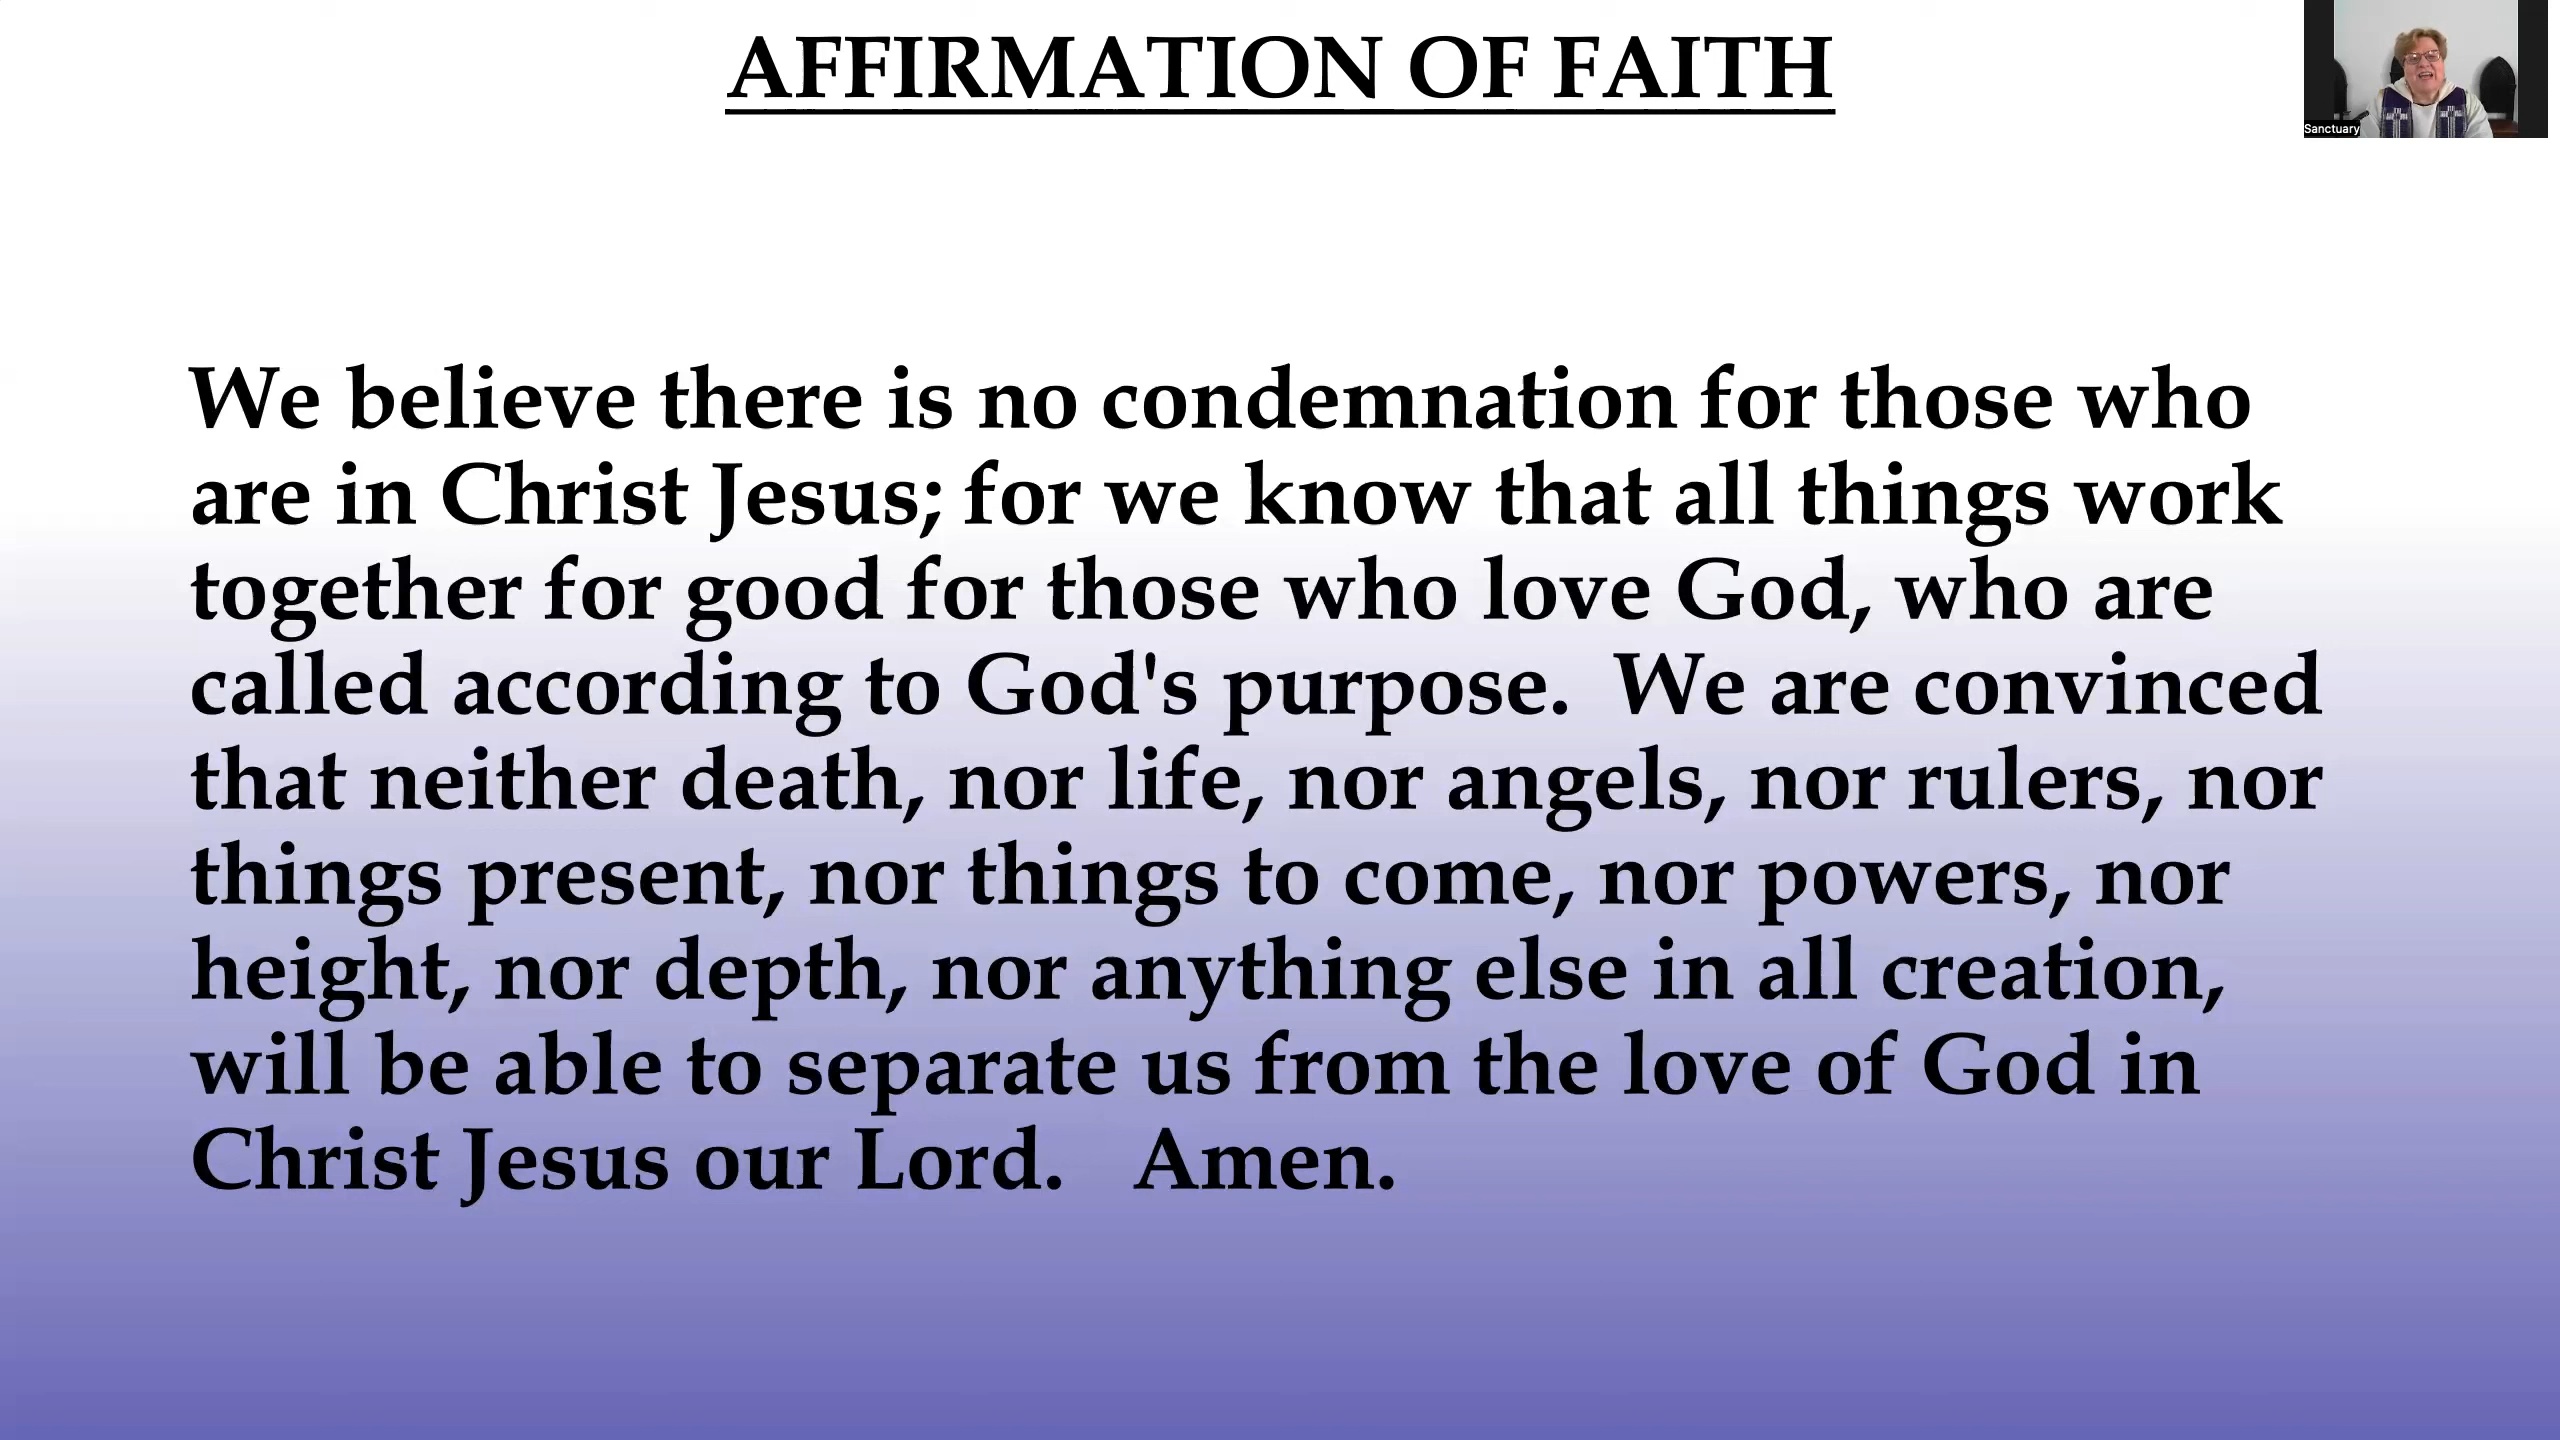 AFFIRMATION OF FAITH
Sanctuary
We believe there is no condemnation for those who
are in Christ Jesus; for we know that all things work
together for good for those who love God, who are
called according to God's purpose.  We are convinced
that neither death, nor life, nor angels, nor rulers, nor
things present, nor things to come, nor powers, nor
height, nor depth, nor anything else in all creation,
will be able to separate us from the love of God in
Christ Jesus our Lord.   Amen.